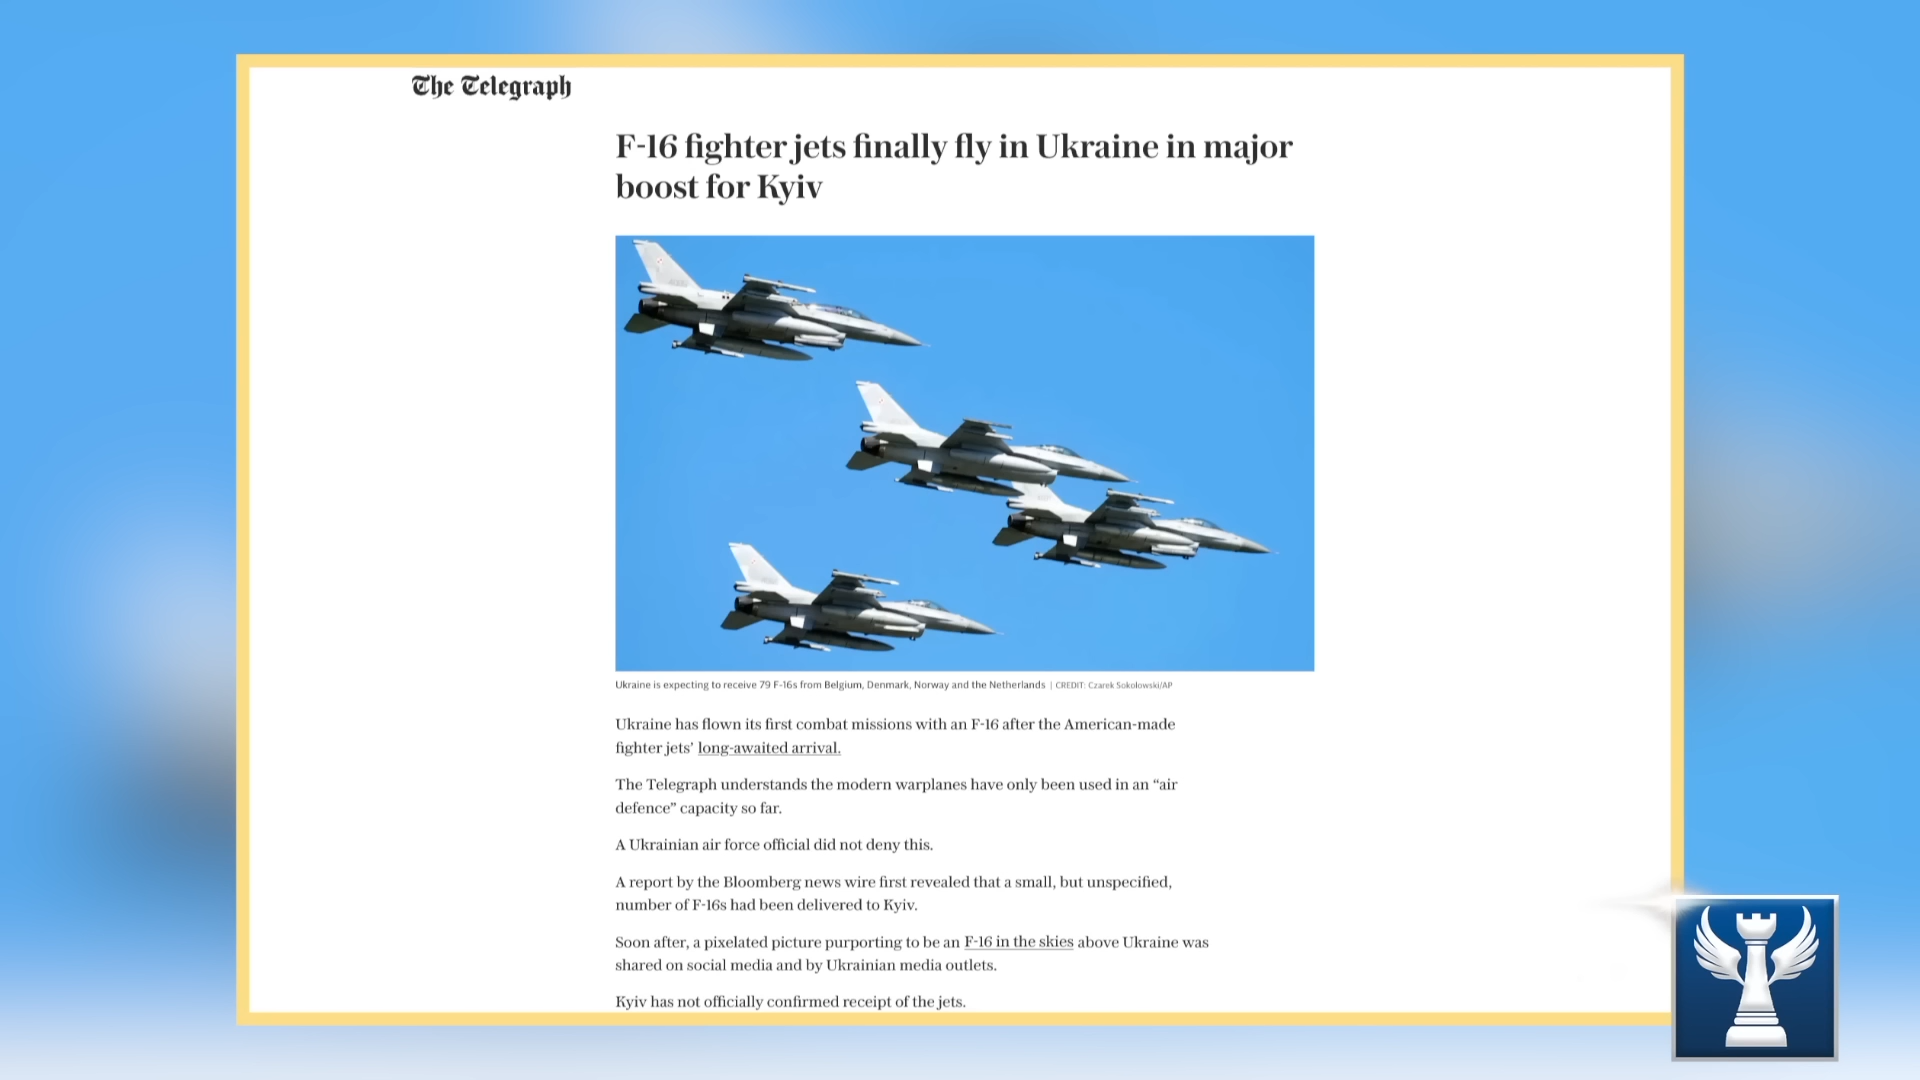 The Telegraph
F-16 fighter jets finally fly in Ukraine in major
boost for Kyiv
Ukraine is expecting to receive 79 F-16s from Belgium, Denmark, Norway and the Netherlands | CREDIT: Czarek Sokolowski/AP
Ukraine has flown its first combat missions with an F-16 after the American-made
fighter jets’ long-awaited arrival.
The Telegraph understands the modern warplanes have only been used in an “air
defence” capacity so far.
A Ukrainian air force official did not deny this.
A report by the Bloomberg news wire first revealed that a small, but unspecified,
number of F-16s had been delivered to Kyiv.
Soon after, a pixelated picture purporting to be an F-16 in the skies above Ukraine was
shared on social media and by Ukrainian media outlets.
Kyiv has not officially confirmed receipt of the jets.